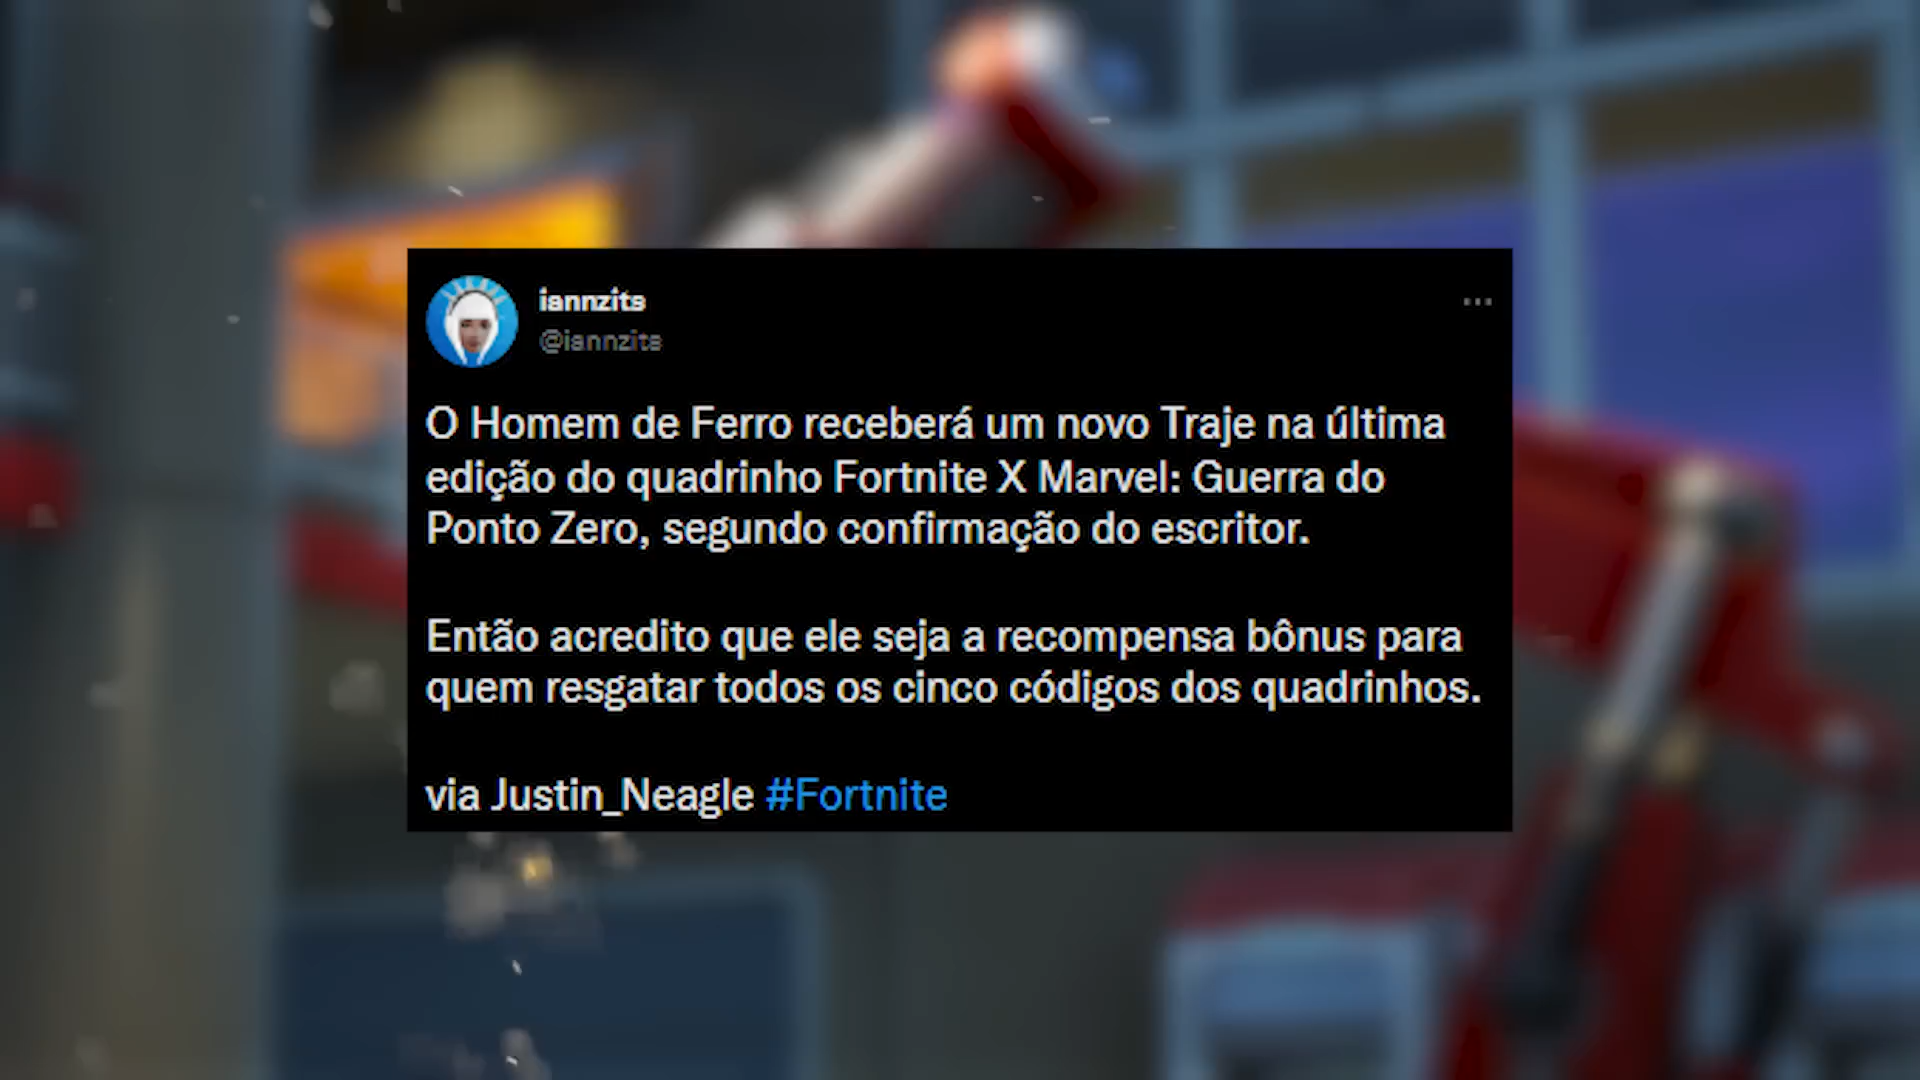 iannzits
@iannzits
O Homem de Ferro receberá um novo Traje na última
edição do quadrinho Fortnite X Marvel: Guerra do
Ponto Zero, segundo confirmação do escritor.
Então acredito que ele seja a recompensa bônus para
quem resgatar todos os cinco códigos dos quadrinhos.
via Justin_Neagle #Fortnite